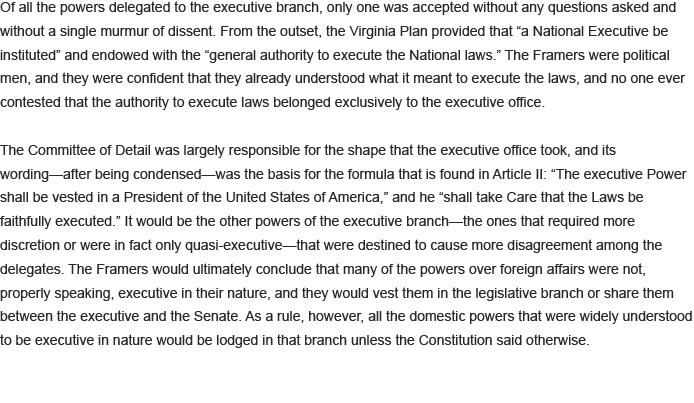 Of all the powers delegated to the executive branch, only one was accepted without any questions asked and
without a single murmur of dissent. From the outset, the Virginia Plan provided that “a National Executive be
instituted” and endowed with the “general authority to execute the National laws.” The Framers were political
men, and they were confident that they already understood what it meant to execute the laws, and no one ever
contested that the authority to execute laws belonged exclusively to the executive office.
The Committee of Detail was largely responsible for the shape that the executive office took, and its
wording—after being condensed—was the basis for the formula that is found in Article II: “The executive Power
shall be vested in a President of the United States of America,” and he “shall take Care that the Laws be
faithfully executed.” It would be the other powers of the executive branch—the ones that required more
discretion or were in fact only quasi-executive—that were destined to cause more disagreement among the
delegates. The Framers would ultimately conclude that many of the powers over foreign affairs were not,
properly speaking, executive in their nature, and they would vest them in the legislative branch or share them
between the executive and the Senate. As a rule, however, all the domestic powers that were widely understood
to be executive in nature would be lodged in that branch unless the Constitution said otherwise.